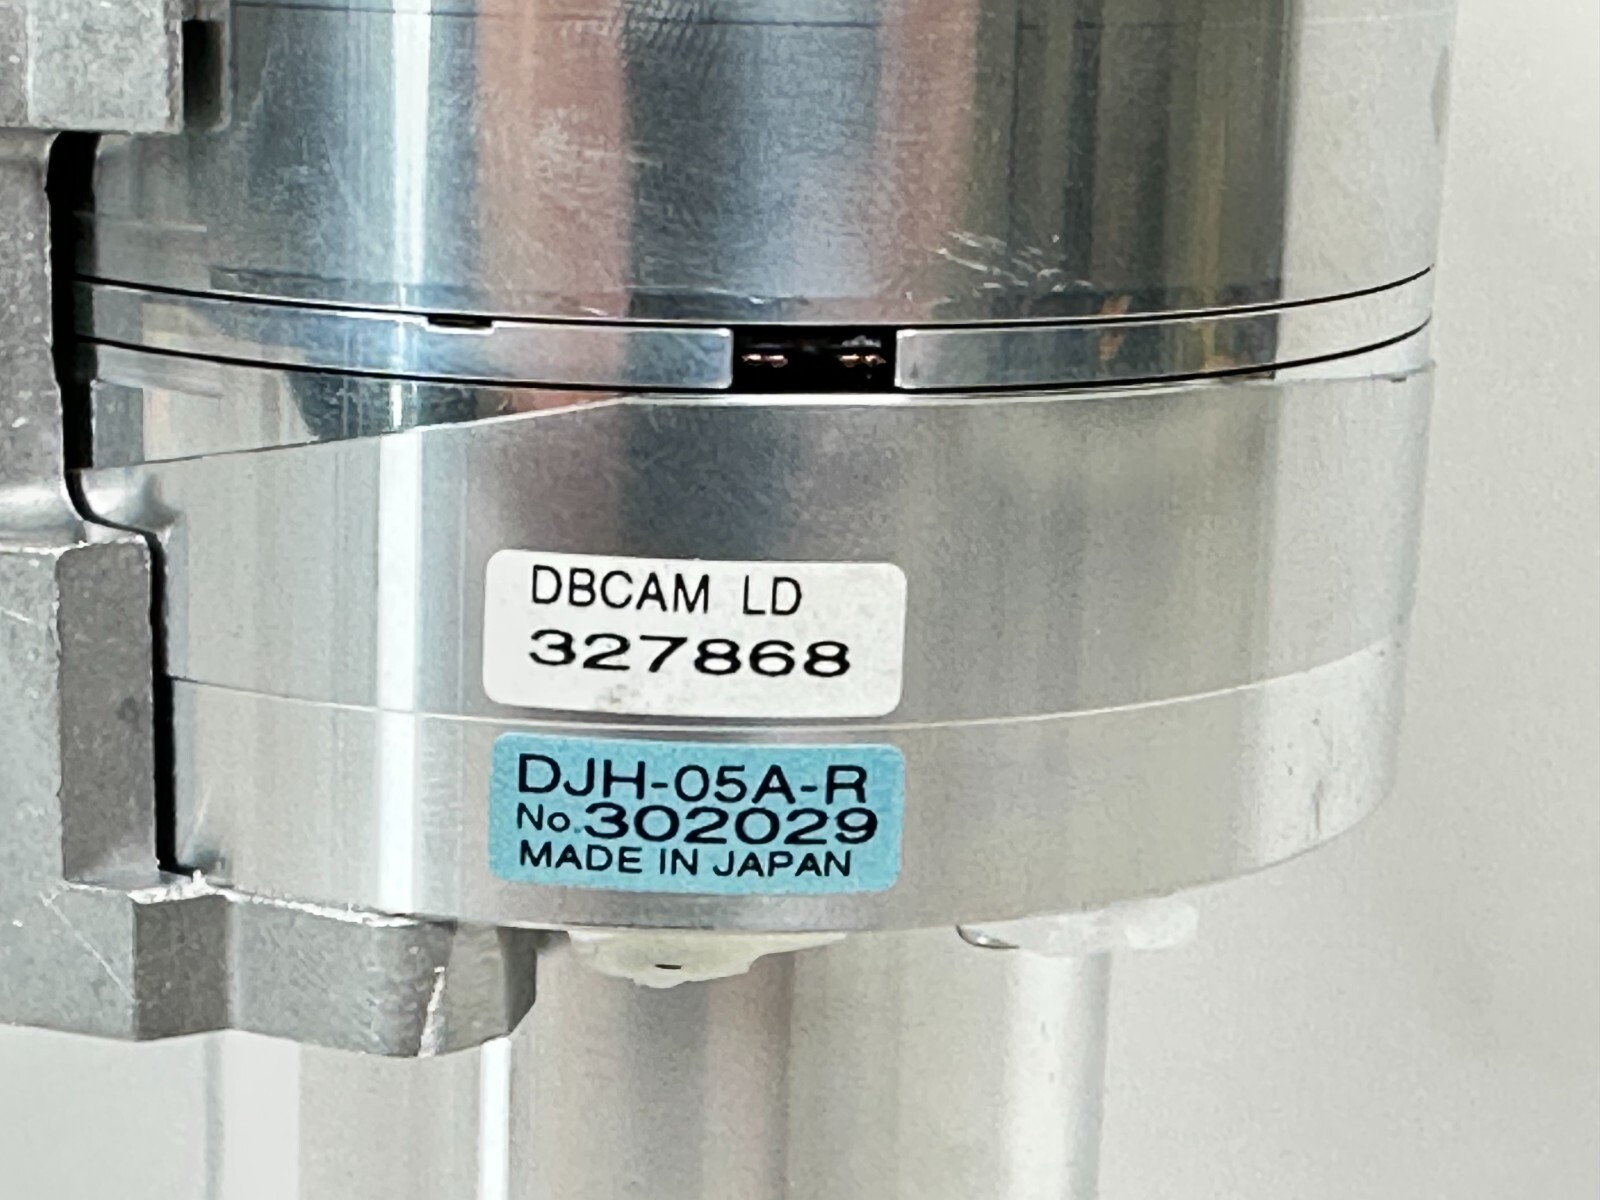 DBCAM LD
327868
DJH-05A-R
No.302029
MADE IN JAPAN